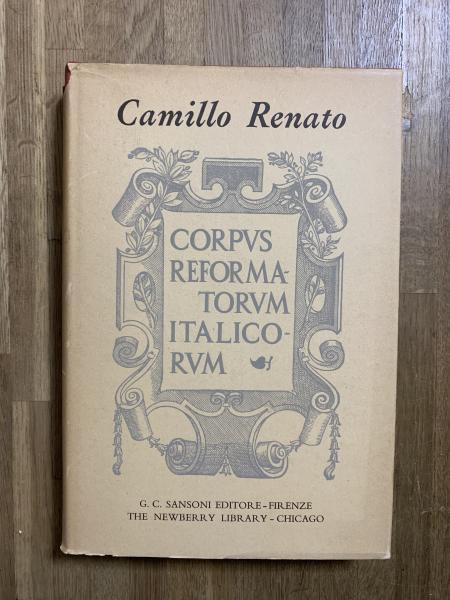 Camillo Renato
CORPVS
REFORMA-
TORVM
ITALICO-
RVM
G. C. SANSONI EDITORE-FIRENZE
THE NEWBERRY LIBRARY - CHICAGO